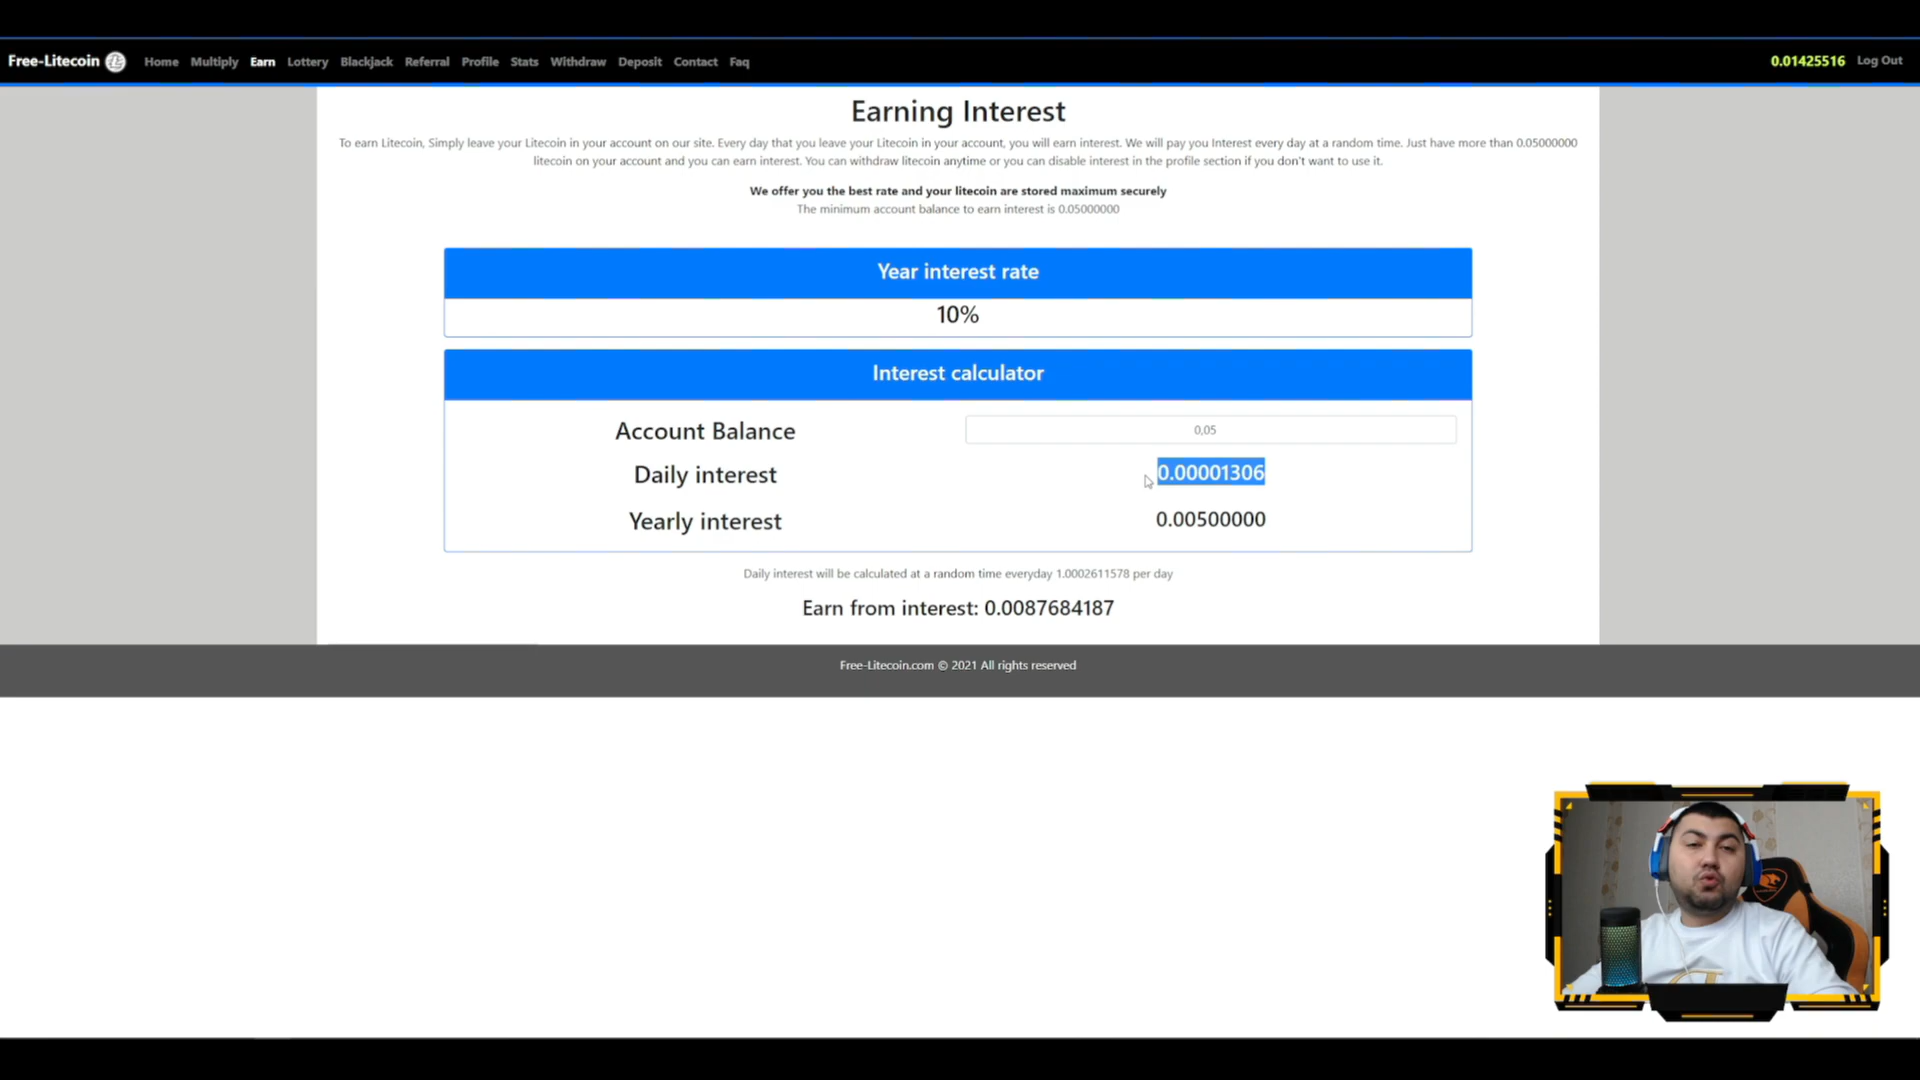 Free-Litecoin Home Multiply Earn Lottery Blackjack Referral Profile Stats Withdraw Deposit Contact Faq 0.01425516 Log Out
Earning Interest
To earn Litecoin, Simply leave your Litecoin in your account on our site. Every day that you leave your Litecoin in your account, you will earn interest. We will pay you Interest every day at a random time. Just have more than 0.05000000
litecoin on your account and you can earn interest. You can withdraw litecoin anytime or you can disable interest in the profile section if you don't want to use it.
We offer you the best rate and your litecoin are stored maximum securely
The minimum account balance to earn interest is 0.05000000
Year interest rate
10%
Interest calculator
Account Balance 0,05
Daily interest 0.00001306
Yearly interest 0.00500000
Daily interest will be calculated at a random time everyday 1.0002611578 per day
Earn from interest: 0.0087684187
Free-Litecoin.com © 2021 All rights reserved